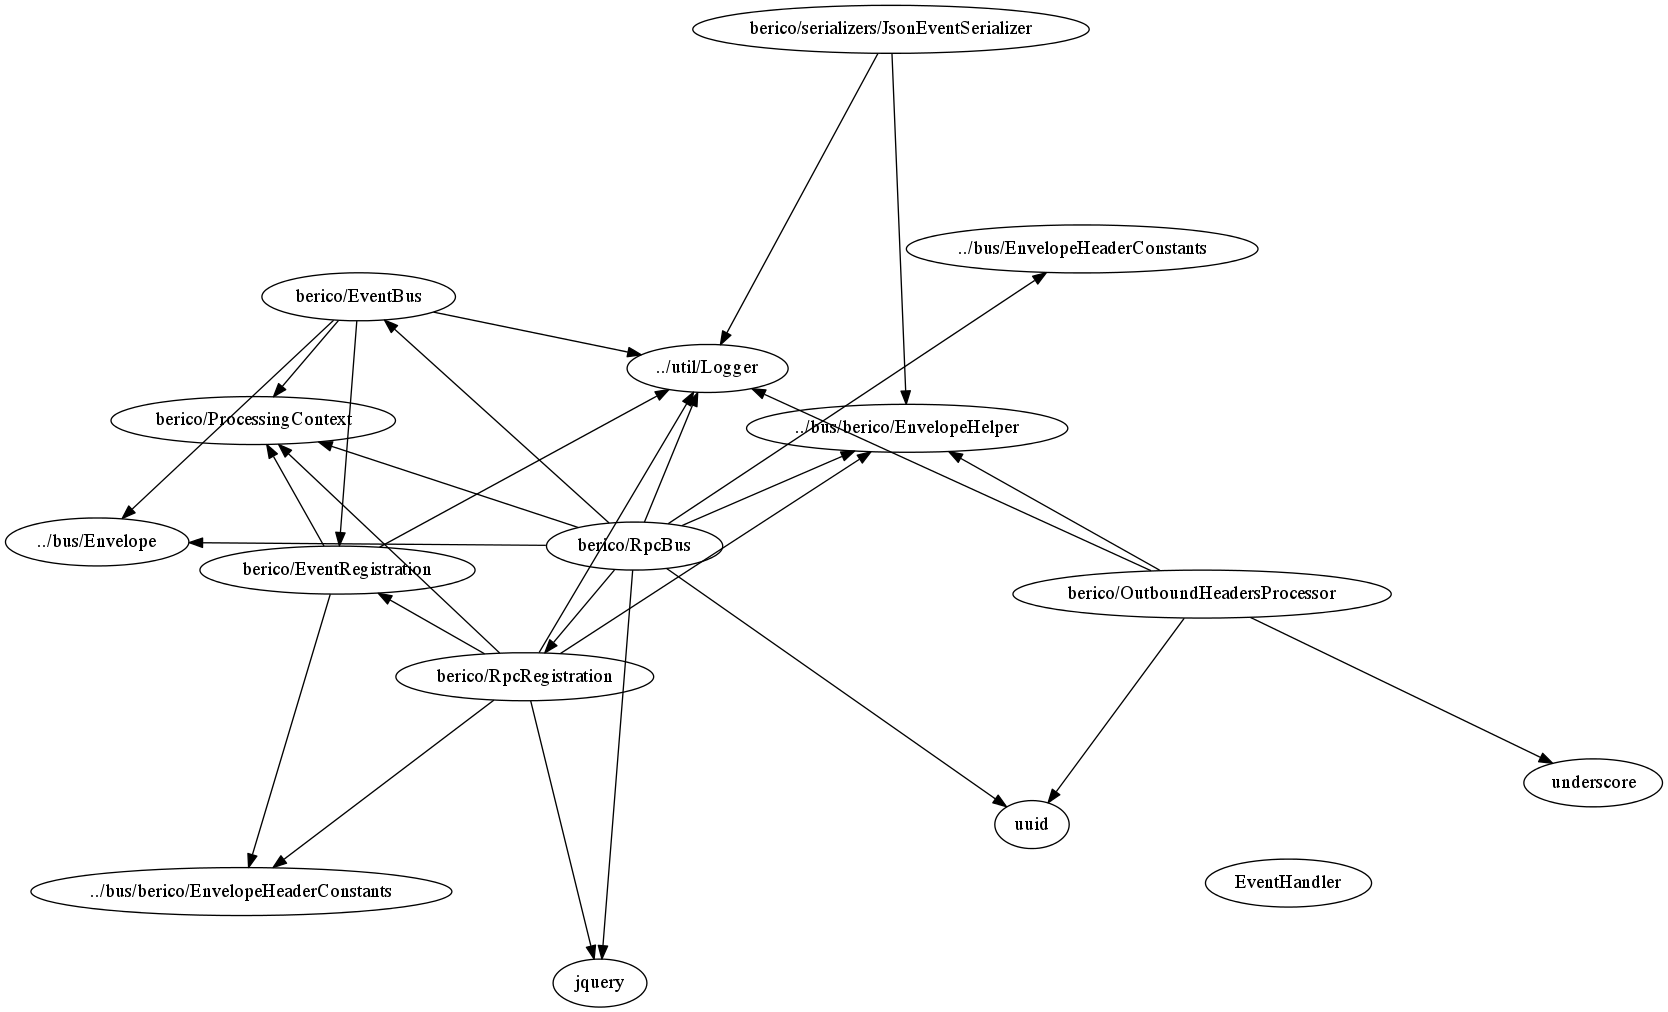 berico/serializers/JsonEventSerializer
../bus/EnvelopeHeaderConstants
berico/EventBus
../util/Logger
berico/ProcessingContext
../bus/berico/EnvelopeHelper
../bus/Envelope
berico/RpcBus
berico/EventRegistration
berico/OutboundHeadersProcessor
berico/RpcRegistration
underscore
uuid
EventHandler
../bus/berico/EnvelopeHeaderConstants
jquery